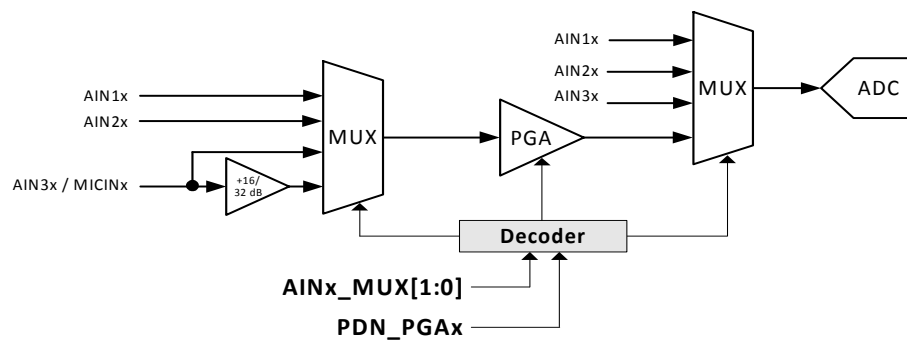 AIN1x
AIN2x
AIN3x / MICINx
+16/
32 dB
MUX
PGA
AIN1x
AIN2x
AIN3x
MUX
ADC
Decoder
AINx_MUX[1:0]
PDN_PGAx